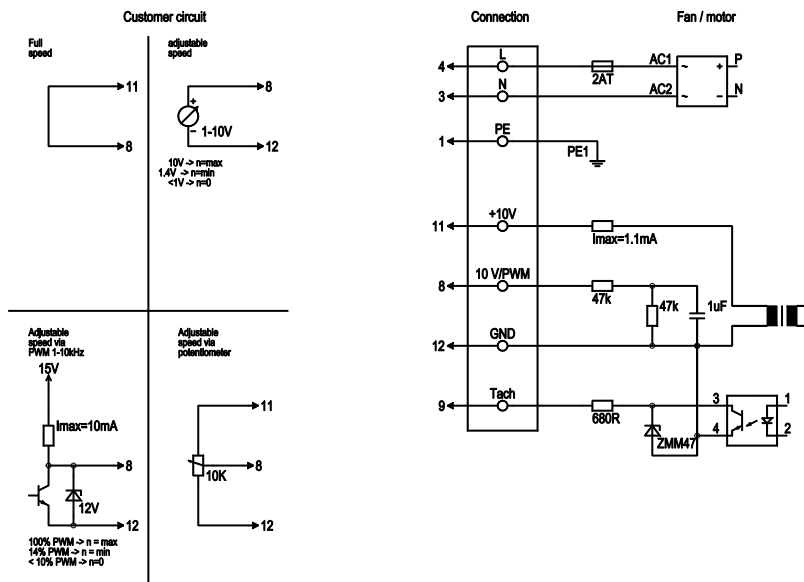 Customer circuit
Full
speed
11
8
adjustable
speed
8
+
−
1-10V
12
10V -> n=max
1.4V -> n=min
<1V -> n=0
Adjustable
speed via
PWM 1-10kHz
15V
Imax=10mA
8
12V
12
100% PWM -> n = max
14% PWM -> n = min
< 10% PWM -> n=0
Adjustable
speed via
potentiometer
11
8
10K
12
Connection
Fan / motor
4
L
2AT
AC1
~
+
P
3
N
AC2
~
−
N
1
PE
PE1
11
+10V
Imax=1.1mA
8
10 V/PWM
47k
47k
1uF
12
GND
9
Tach
680R
ZMM47
3
4
1
2